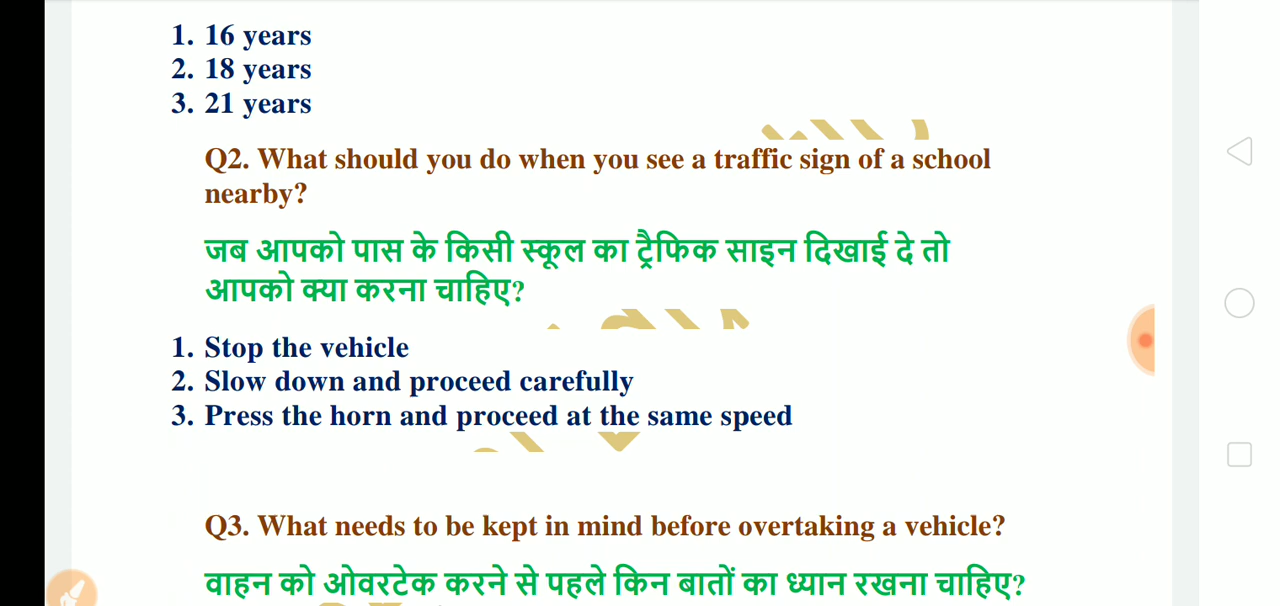 1. 16 years
2. 18 years
3. 21 years
Q2. What should you do when you see a traffic sign of a school
nearby?
जब आपको पास के किसी स्कूल का ट्रैफिक साइन दिखाई दे तो
आपको क्या करना चाहिए?
1. Stop the vehicle
2. Slow down and proceed carefully
3. Press the horn and proceed at the same speed
Q3. What needs to be kept in mind before overtaking a vehicle?
वाहन को ओवरटेक करने से पहले किन बातों का ध्यान रखना चाहिए?